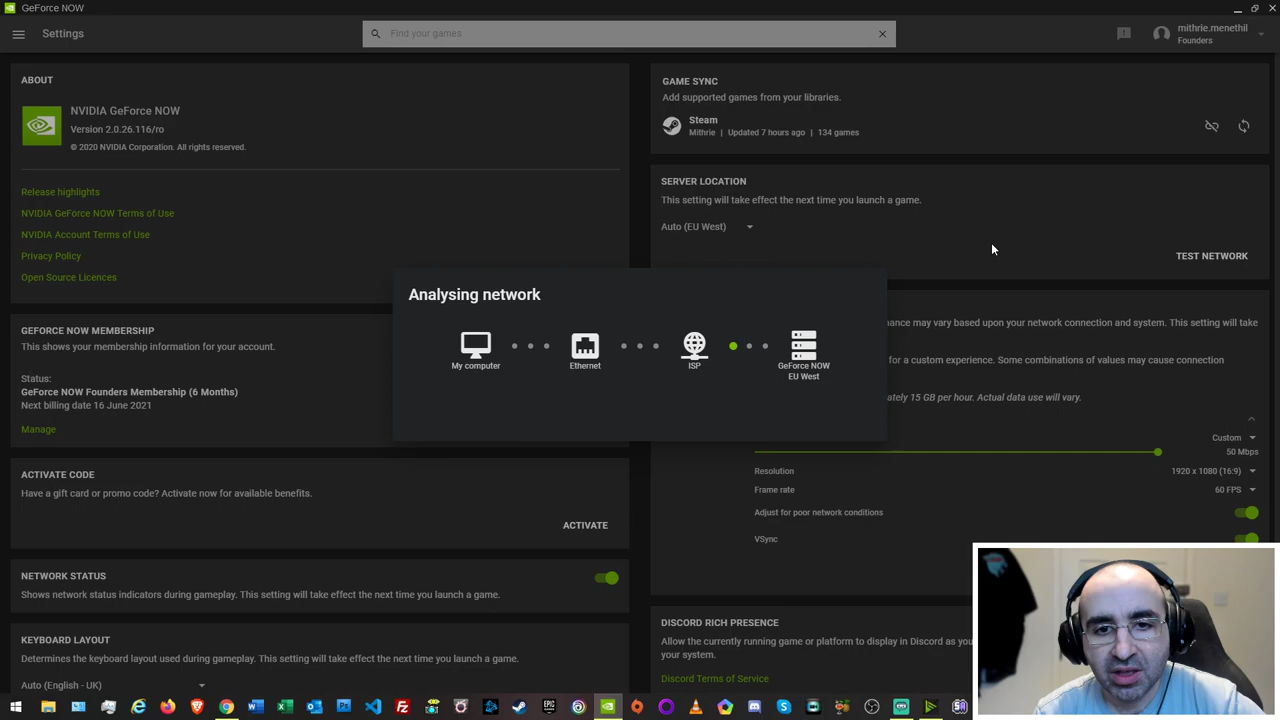 GeForce NOW
Settings
Find your games
mithrie.menethil
Founders
ABOUT
NVIDIA GeForce NOW
Version 2.0.26.116/ro
© 2020 NVIDIA Corporation. All rights reserved.
Release highlights
NVIDIA GeForce NOW Terms of Use
NVIDIA Account Terms of Use
Privacy Policy
Open Source Licences
GEFORCE NOW MEMBERSHIP
This shows your membership information for your account.
Status:
GeForce NOW Founders Membership (6 Months)
Next billing date 16 June 2021
Manage
ACTIVATE CODE
Have a gift card or promo code? Activate now for available benefits.
ACTIVATE
NETWORK STATUS
Shows network status indicators during gameplay. This setting will take effect the next time you launch a game.
KEYBOARD LAYOUT
Determines the keyboard layout used during gameplay. This setting will take effect the next time you launch a game.
Auto (English - UK)
GAME SYNC
Add supported games from your libraries.
Steam
Mithrie | Updated 7 hours ago | 134 games
SERVER LOCATION
This setting will take effect the next time you launch a game.
Auto (EU West)
TEST NETWORK
Analysing network
My computer
Ethernet
ISP
GeForce NOW
EU West
may vary based upon your network connection and system. This setting will take
for a custom experience. Some combinations of values may cause connection
15 GB per hour. Actual data use will vary.
Custom
50 Mbps
Resolution
1920 x 1080 (16:9)
Frame rate
60 FPS
Adjust for poor network conditions
VSync
DISCORD RICH PRESENCE
Allow the currently running game or platform to display in Discord as you
your system.
Discord Terms of Service